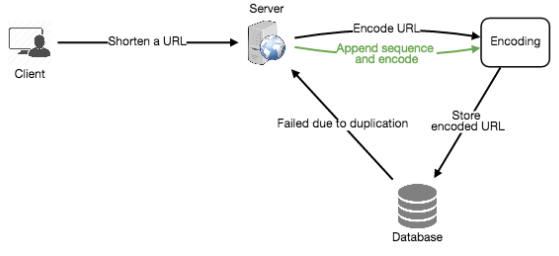 Server
Shorten a URL
Encode URL
Append sequence
and encode
Encoding
Client
Failed due to duplication
Store
encoded URL
Database